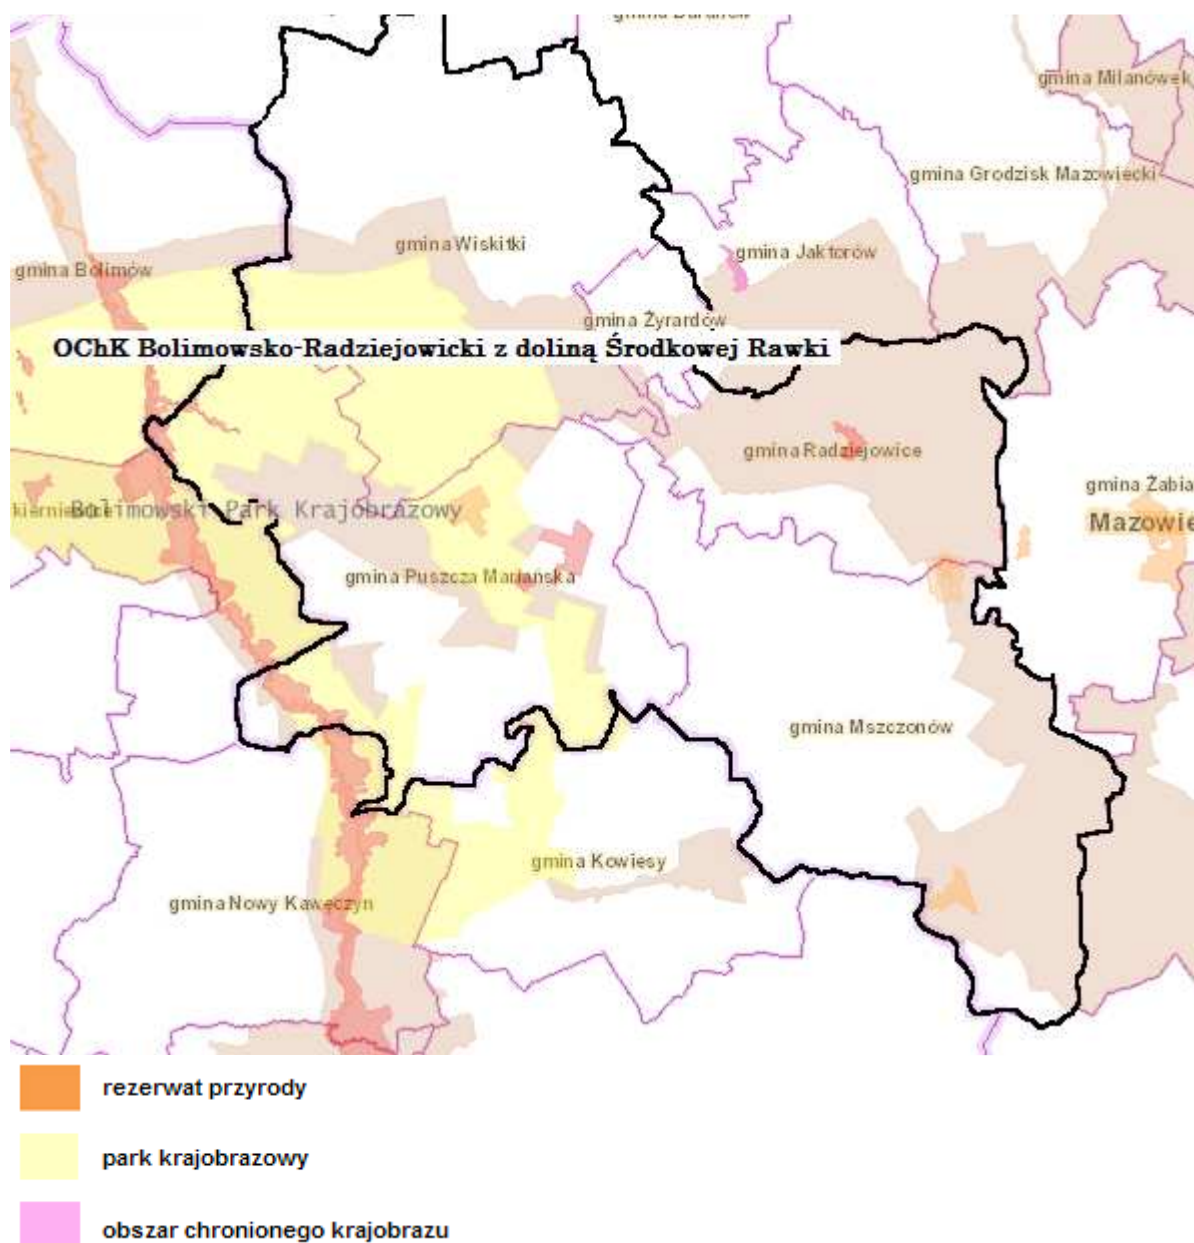 gmina Milanówek
gmina Grodzisk Mazowiecki
gmina Wiskitki
gmina Jaktorów
gmina Bolimów
gmina Żyrardów
OChK Bolimowsko-Radziejowicki z doliną Środkowej Rawki
gmina Radziejowice
gmina Żabia
Bolimowski Park Krajobrazowy
Mazowie
gmina Puszcza Mariańska
gmina Mszczonów
gmina Kowiesy
gmina Nowy Kawęczyn
rezerwat przyrody
park krajobrazowy
obszar chronionego krajobrazu